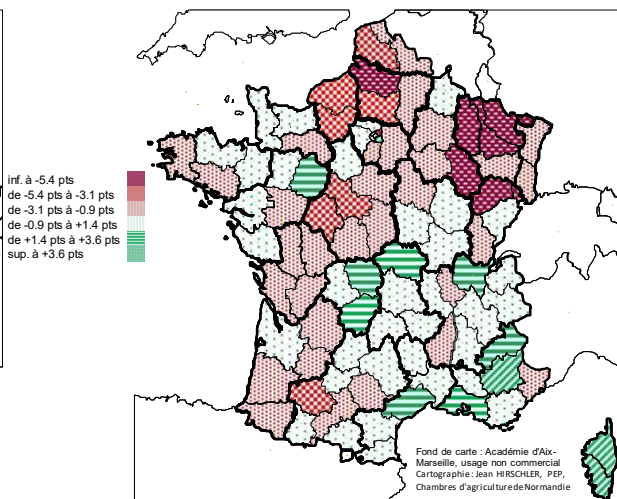 inf. à -5.4 pts
de -5.4 pts à -3.1 pts
de -3.1 pts à -0.9 pts
de -0.9 pts à +1.4 pts
de +1.4 pts à +3.6 pts
sup. à +3.6 pts
Fond de carte : Académie d'Aix-
Marseille, usage non commercial
Cartographie: Jean HIRSCHLER, PEP,
Chambres d'agriculture de Normandie